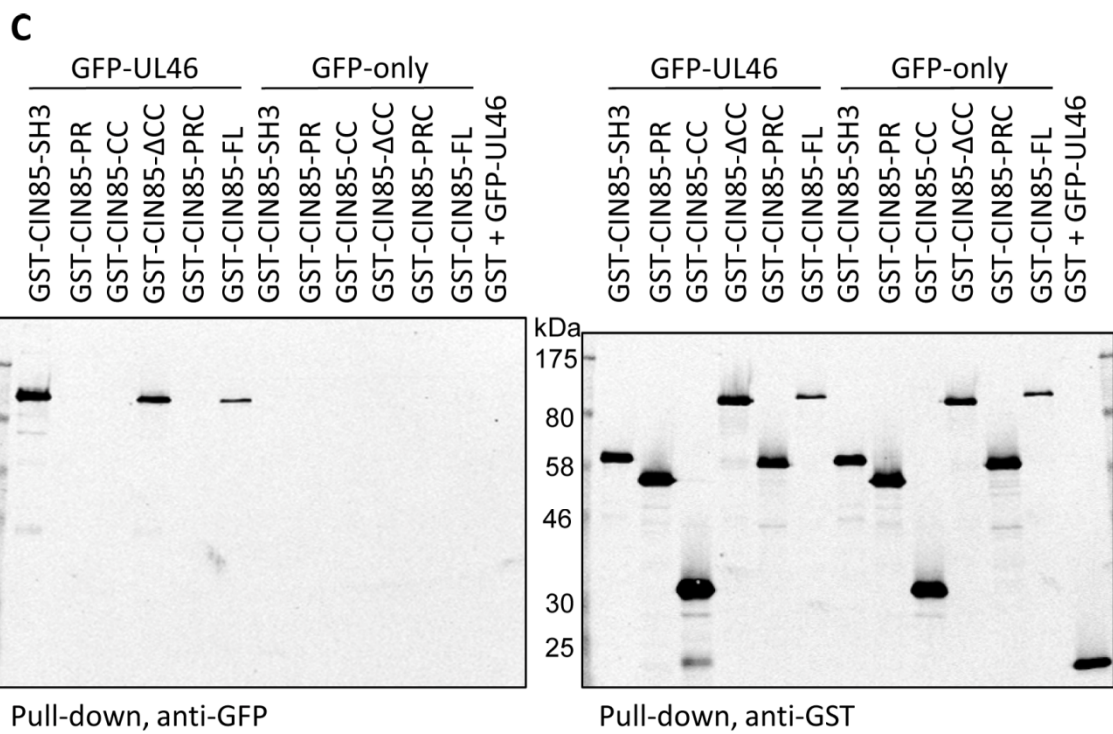 C
GFP-UL46 GFP-only GFP-UL46 GFP-only
GST-CIN85-SH3
GST-CIN85-PR
GST-CIN85-CC
GST-CIN85-ΔCC
GST-CIN85-PRC
GST-CIN85-FL
GST-CIN85-SH3
GST-CIN85-PR
GST-CIN85-CC
GST-CIN85-ΔCC
GST-CIN85-PRC
GST-CIN85-FL
GST + GFP-UL46
GST-CIN85-SH3
GST-CIN85-PR
GST-CIN85-CC
GST-CIN85-ΔCC
GST-CIN85-PRC
GST-CIN85-FL
GST-CIN85-SH3
GST-CIN85-PR
GST-CIN85-CC
GST-CIN85-ΔCC
GST-CIN85-PRC
GST-CIN85-FL
GST + GFP-UL46
kDa
175
80
58
46
30
25
Pull-down, anti-GFP
Pull-down, anti-GST